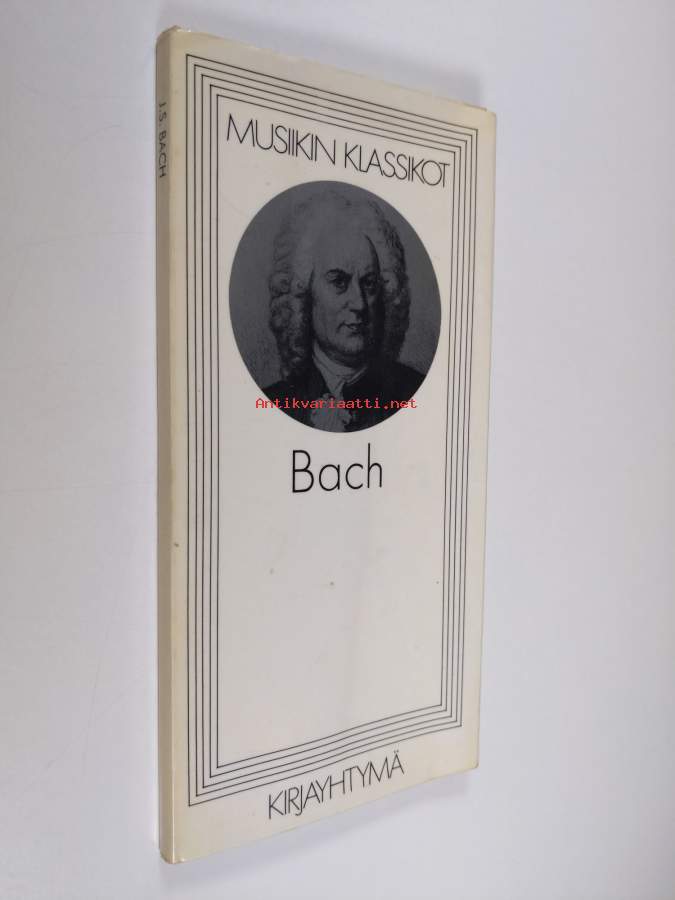 J.S. BACH
MUSIIKIN KLASSIKOT
Antikvariaatti.net
Bach
KIRJAYHTYMÄ